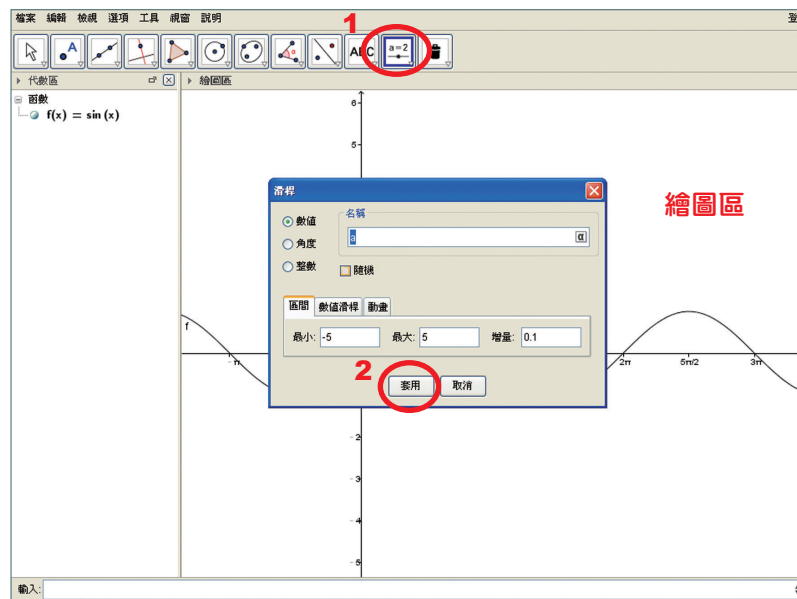 檔案 編輯 檢視 選項 工具 視窗 說明
1
A
ABC
a=2
代數區
繪圖區
函數
f(x) = sin (x)
6
5
繪圖區
滑桿
數值
角度
整數
名稱
a
α
隨機
區間 數值滑桿 動畫
最小: -5 最大: 5 增量: 0.1
2
套用 取消
f
-π 2π 5π/2 3π
-2
-3
-4
-5
輸入: